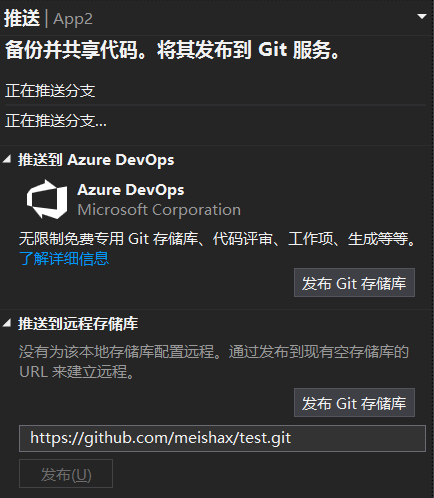 推送 | App2
备份并共享代码。将其发布到 Git 服务。
正在推送分支
正在推送分支...
推送到 Azure DevOps
Azure DevOps
Microsoft Corporation
无限制免费专用 Git 存储库、代码评审、工作项、生成等等。
了解详细信息
发布 Git 存储库
推送到远程存储库
没有为该本地存储库配置远程。通过发布到现有空存储库的
URL 来建立远程。
发布 Git 存储库
https://github.com/meishax/test.git
发布(U)